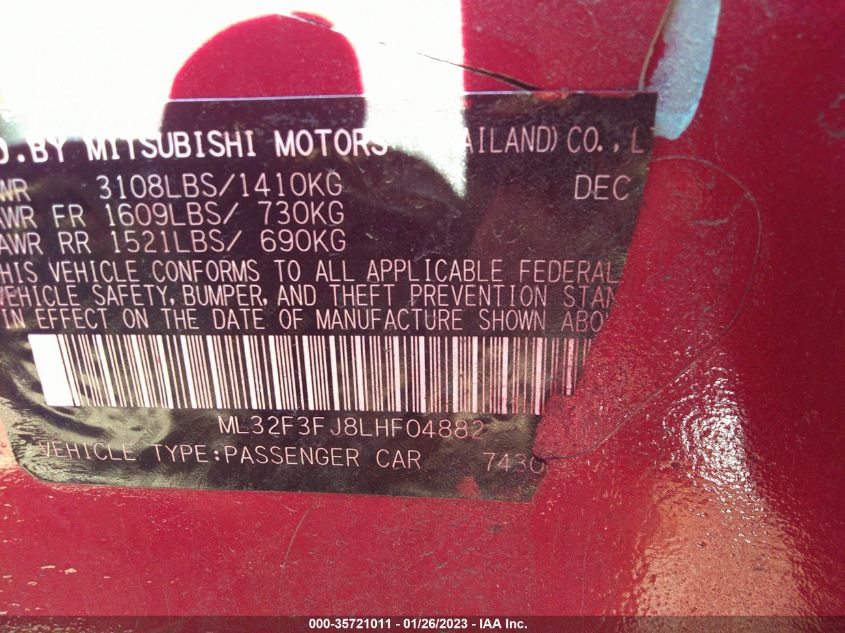 D.BY MITSUBISHI MOTORS AILAND) CO., L
WR 3108LBS/1410KG DEC
AWR FR 1609LBS/ 730KG
AWR RR 1521LBS/ 690KG
HIS VEHICLE CONFORMS TO ALL APPLICABLE FEDERAL
VEHICLE SAFETY, BUMPER, AND THEFT PREVENTION STAN
IN EFFECT ON THE DATE OF MANUFACTURE SHOWN ABO
ML32F3FJ8LHF04882
VEHICLE TYPE:PASSENGER CAR 7430
000-35721011 - 01/26/2023 - IAA Inc.